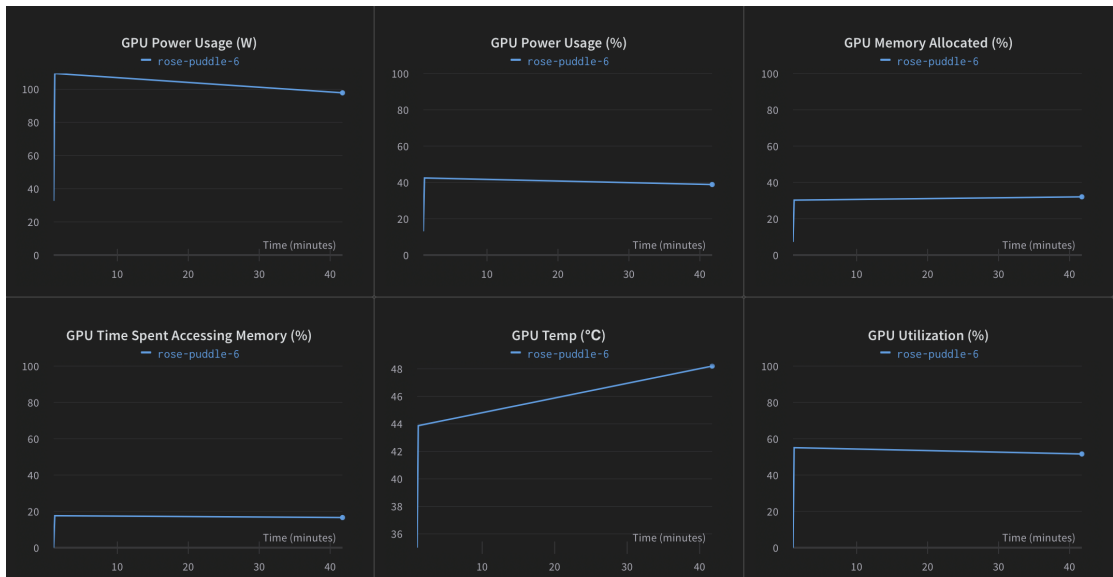 GPU Power Usage (W)
rose-puddle-6
100
80
60
40
20
0
Time (minutes)
10 20 30 40
GPU Power Usage (%)
rose-puddle-6
100
80
60
40
20
0
Time (minutes)
10 20 30 40
GPU Memory Allocated (%)
rose-puddle-6
100
80
60
40
20
0
Time (minutes)
10 20 30 40
GPU Time Spent Accessing Memory (%)
rose-puddle-6
100
80
60
40
20
0
Time (minutes)
10 20 30 40
GPU Temp (℃)
rose-puddle-6
48
46
44
42
40
38
36
Time (minutes)
10 20 30 40
GPU Utilization (%)
rose-puddle-6
100
80
60
40
20
0
Time (minutes)
10 20 30 40